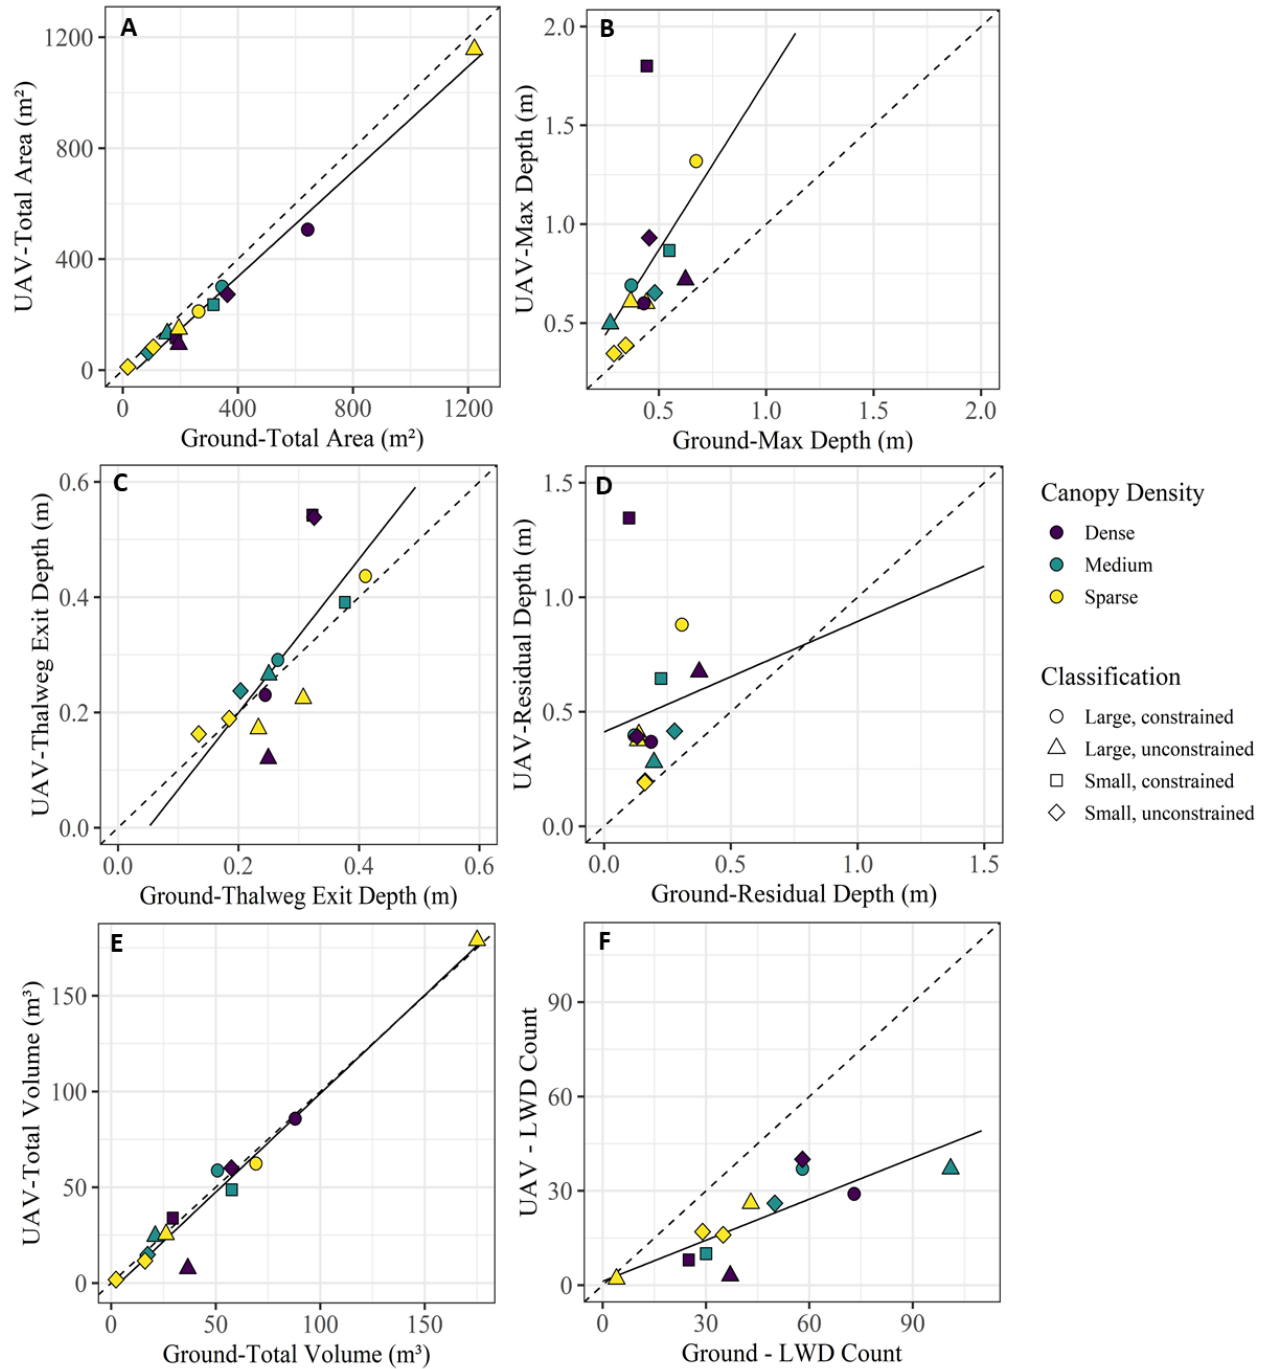 A
1200
800
400
0
0 400 800 1200
UAV-Total Area (m²)
Ground-Total Area (m²)
B
2.0
1.5
1.0
0.5
0.5 1.0 1.5 2.0
UAV-Max Depth (m)
Ground-Max Depth (m)
C
0.6
0.4
0.2
0.0
0.0 0.2 0.4 0.6
UAV-Thalweg Exit Depth (m)
Ground-Thalweg Exit Depth (m)
D
1.5
1.0
0.5
0.0
0.0 0.5 1.0 1.5
UAV-Residual Depth (m)
Ground-Residual Depth (m)
Canopy Density
Dense
Medium
Sparse
Classification
Large, constrained
Large, unconstrained
Small, constrained
Small, unconstrained
E
150
100
50
0
0 50 100 150
UAV-Total Volume (m³)
Ground-Total Volume (m³)
F
90
60
30
0
0 30 60 90
UAV - LWD Count
Ground - LWD Count